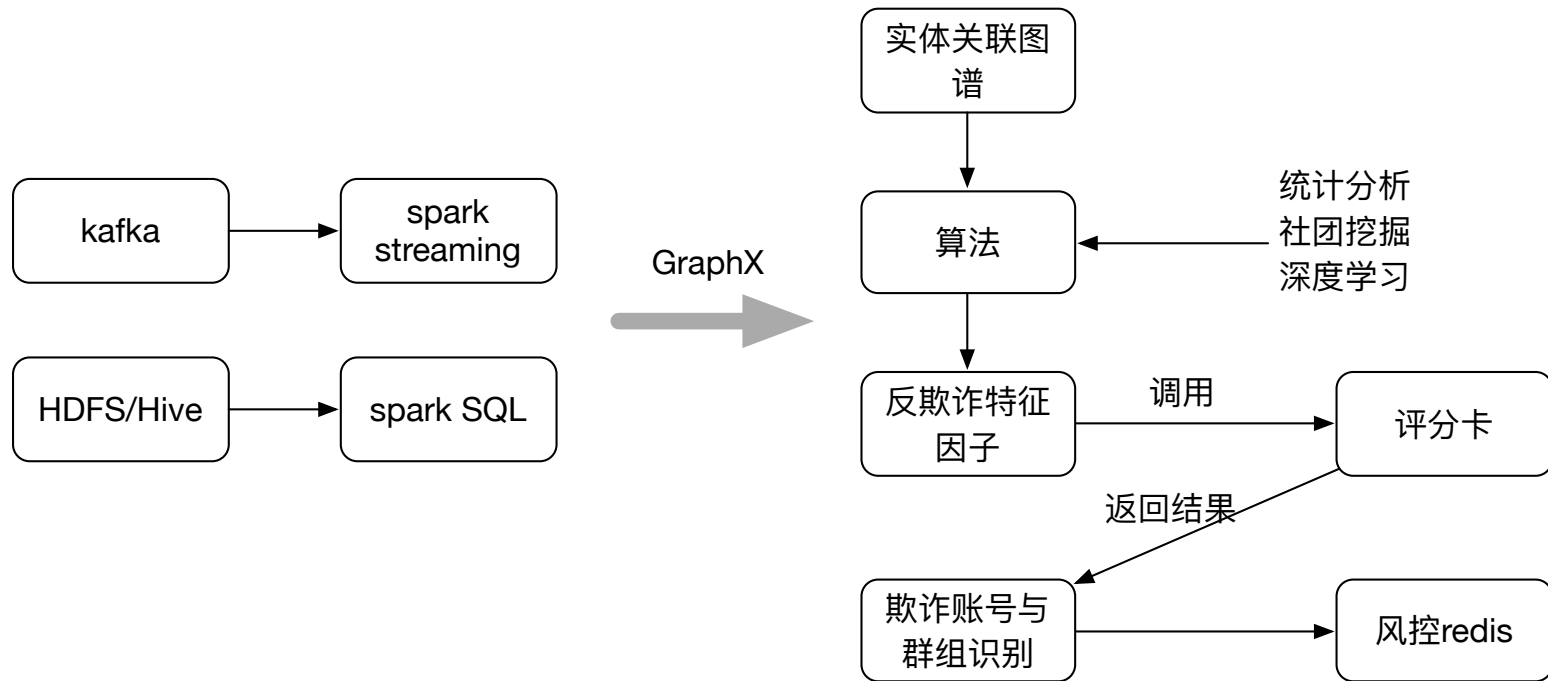 实体关联图
谱
kafka
spark
streaming
GraphX
算法
统计分析
社团挖掘
深度学习
HDFS/Hive
spark SQL
反欺诈特征
因子
调用
评分卡
返回结果
欺诈账号与
群组识别
风控redis